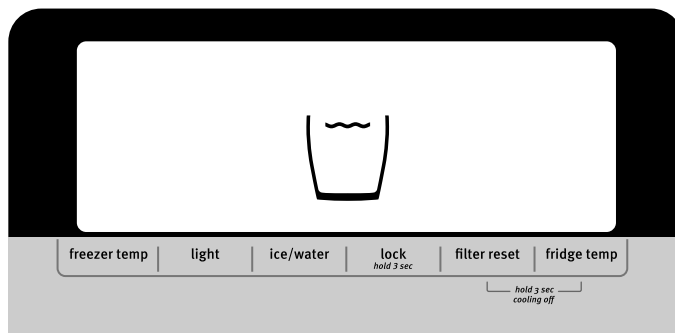 freezer temp light ice/water lock filter reset fridge temp
hold 3 sec
hold 3 sec
cooling off